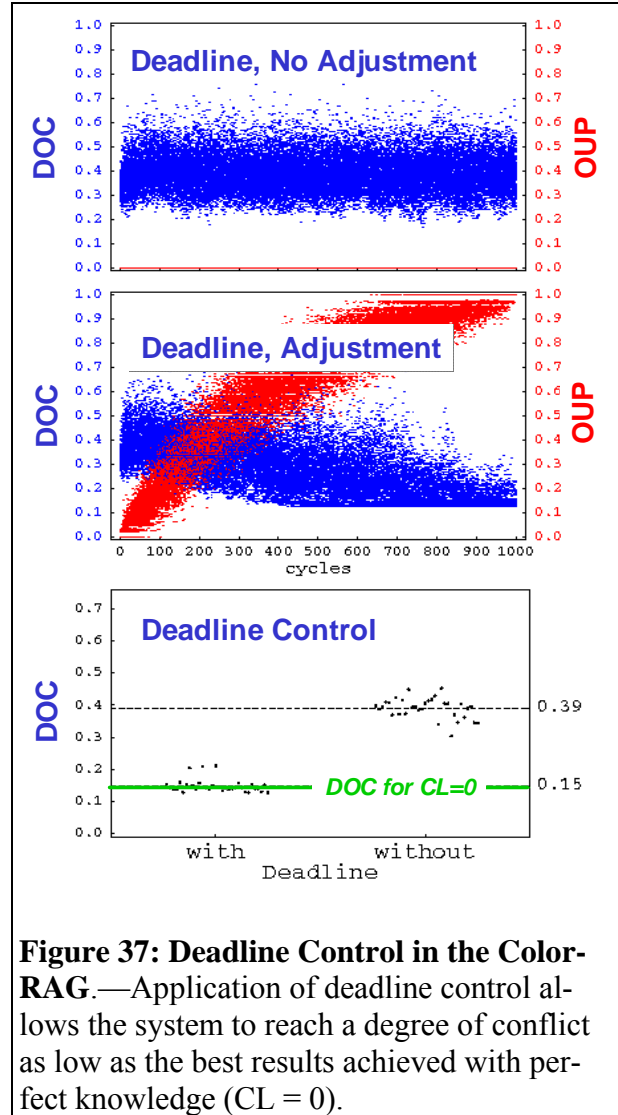 Deadline, No Adjustment
DOC
OUP
1.0 1.0
0.9 0.9
0.8 0.8
0.7 0.7
0.6 0.6
0.5 0.5
0.4 0.4
0.3 0.3
0.2 0.2
0.1 0.1
0.0 0.0
Deadline, Adjustment
DOC
OUP
1.0 1.0
0.9 0.9
0.8 0.8
0.7 0.7
0.6 0.6
0.5 0.5
0.4 0.4
0.3 0.3
0.2 0.2
0.1 0.1
0.0 0.0
0 100 200 300 400 500 600 700 800 900 1000
cycles
Deadline Control
DOC
0.7
0.6
0.5
0.4
0.39
0.3
0.2
0.1
0.0
DOC for CL=0
0.15
with without
Deadline
Figure 37: Deadline Control in the Color-
RAG.—Application of deadline control al-
lows the system to reach a degree of conflict
as low as the best results achieved with per-
fect knowledge (CL = 0).